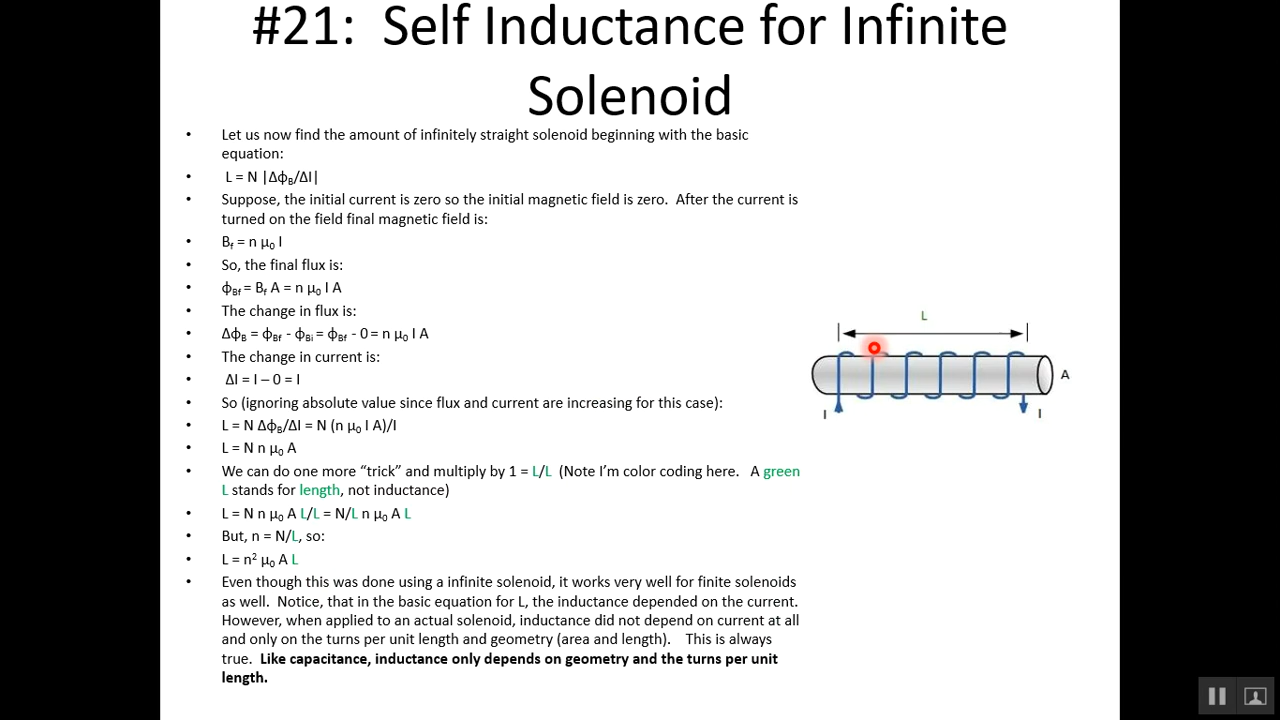 #21:  Self Inductance for Infinite
Solenoid
• Let us now find the amount of infinitely straight solenoid beginning with the basic
equation:
• L = N |Δϕ_B/ΔI|
• Suppose, the initial current is zero so the initial magnetic field is zero.  After the current is
turned on the field final magnetic field is:
• B_f = n μ₀ I
• So, the final flux is:
• ϕ_Bf = B_f A = n μ₀ I A
• The change in flux is:
• Δϕ_B = ϕ_Bf - ϕ_Bi = ϕ_Bf - 0 = n μ₀ I A
• The change in current is:
• ΔI = I – 0 = I
• So (ignoring absolute value since flux and current are increasing for this case):
• L = N Δϕ_B/ΔI = N (n μ₀ I A)/I
• L = N n μ₀ A
• We can do one more “trick” and multiply by 1 = L/L  (Note I’m color coding here.   A green
L stands for length, not inductance)
• L = N n μ₀ A L/L = N/L n μ₀ A L
• But, n = N/L, so:
• L = n² μ₀ A L
• Even though this was done using a infinite solenoid, it works very well for finite solenoids
as well.  Notice, that in the basic equation for L, the inductance depended on the current.
However, when applied to an actual solenoid, inductance did not depend on current at all
and only on the turns per unit length and geometry (area and length).    This is always
true.  Like capacitance, inductance only depends on geometry and the turns per unit
length.
L
A
I
I